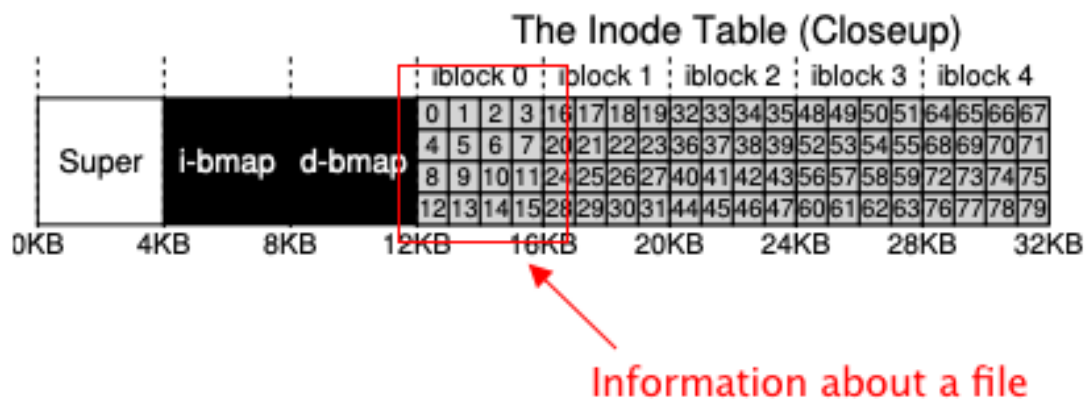 The Inode Table (Closeup)
iblock 0 iblock 1 iblock 2 iblock 3 iblock 4
0 1 2 3 16 17 18 19 32 33 34 35 48 49 50 51 64 65 66 67
4 5 6 7 20 21 22 23 36 37 38 39 52 53 54 55 68 69 70 71
Super i-bmap d-bmap
8 9 10 11 24 25 26 27 40 41 42 43 56 57 58 59 72 73 74 75
12 13 14 15 28 29 30 31 44 45 46 47 60 61 62 63 76 77 78 79
0KB 4KB 8KB 12KB 16KB 20KB 24KB 28KB 32KB
Information about a file